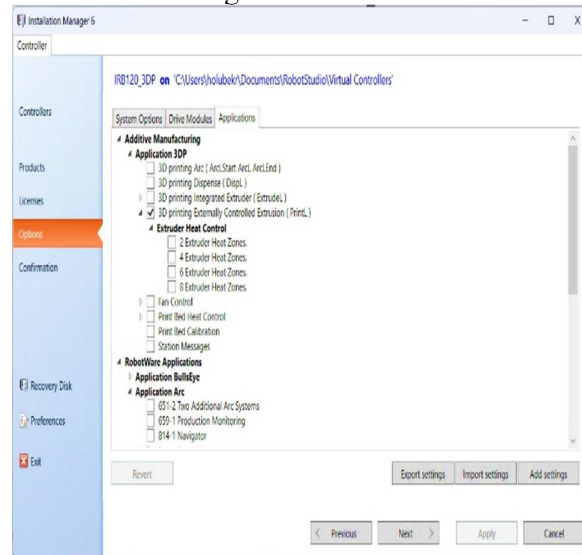 Installation Manager 6
Controller
IRB120_3DP on 'C:\Users\holubekr\Documents\RobotStudio\Virtual Controllers'
Controllers
Products
Licenses
Options
Confirmation
Recovery Disk
Preferences
Exit
System Options Drive Modules Applications
Additive Manufacturing
Application 3DP
3D printing Arc ( ArcLStart ArcL ArcLEnd )
3D printing Dispense ( DispL )
3D printing Integrated Extruder ( ExtrudeL )
3D printing Externally Controlled Extrusion ( PrintL )
Extruder Heat Control
2 Extruder Heat Zones.
4 Extruder Heat Zones.
6 Extruder Heat Zones.
8 Extruder Heat Zones.
Fan Control
Print Bed Heat Control
Print Bed Calibration
Station Messages
RobotWare Applications
Application BullsEye
Application Arc
651-2 Two Additional Arc Systems
659-1 Production Monitoring
814-1 Navigator
Revert Export settings Import settings Add settings
< Previous Next > Apply Cancel